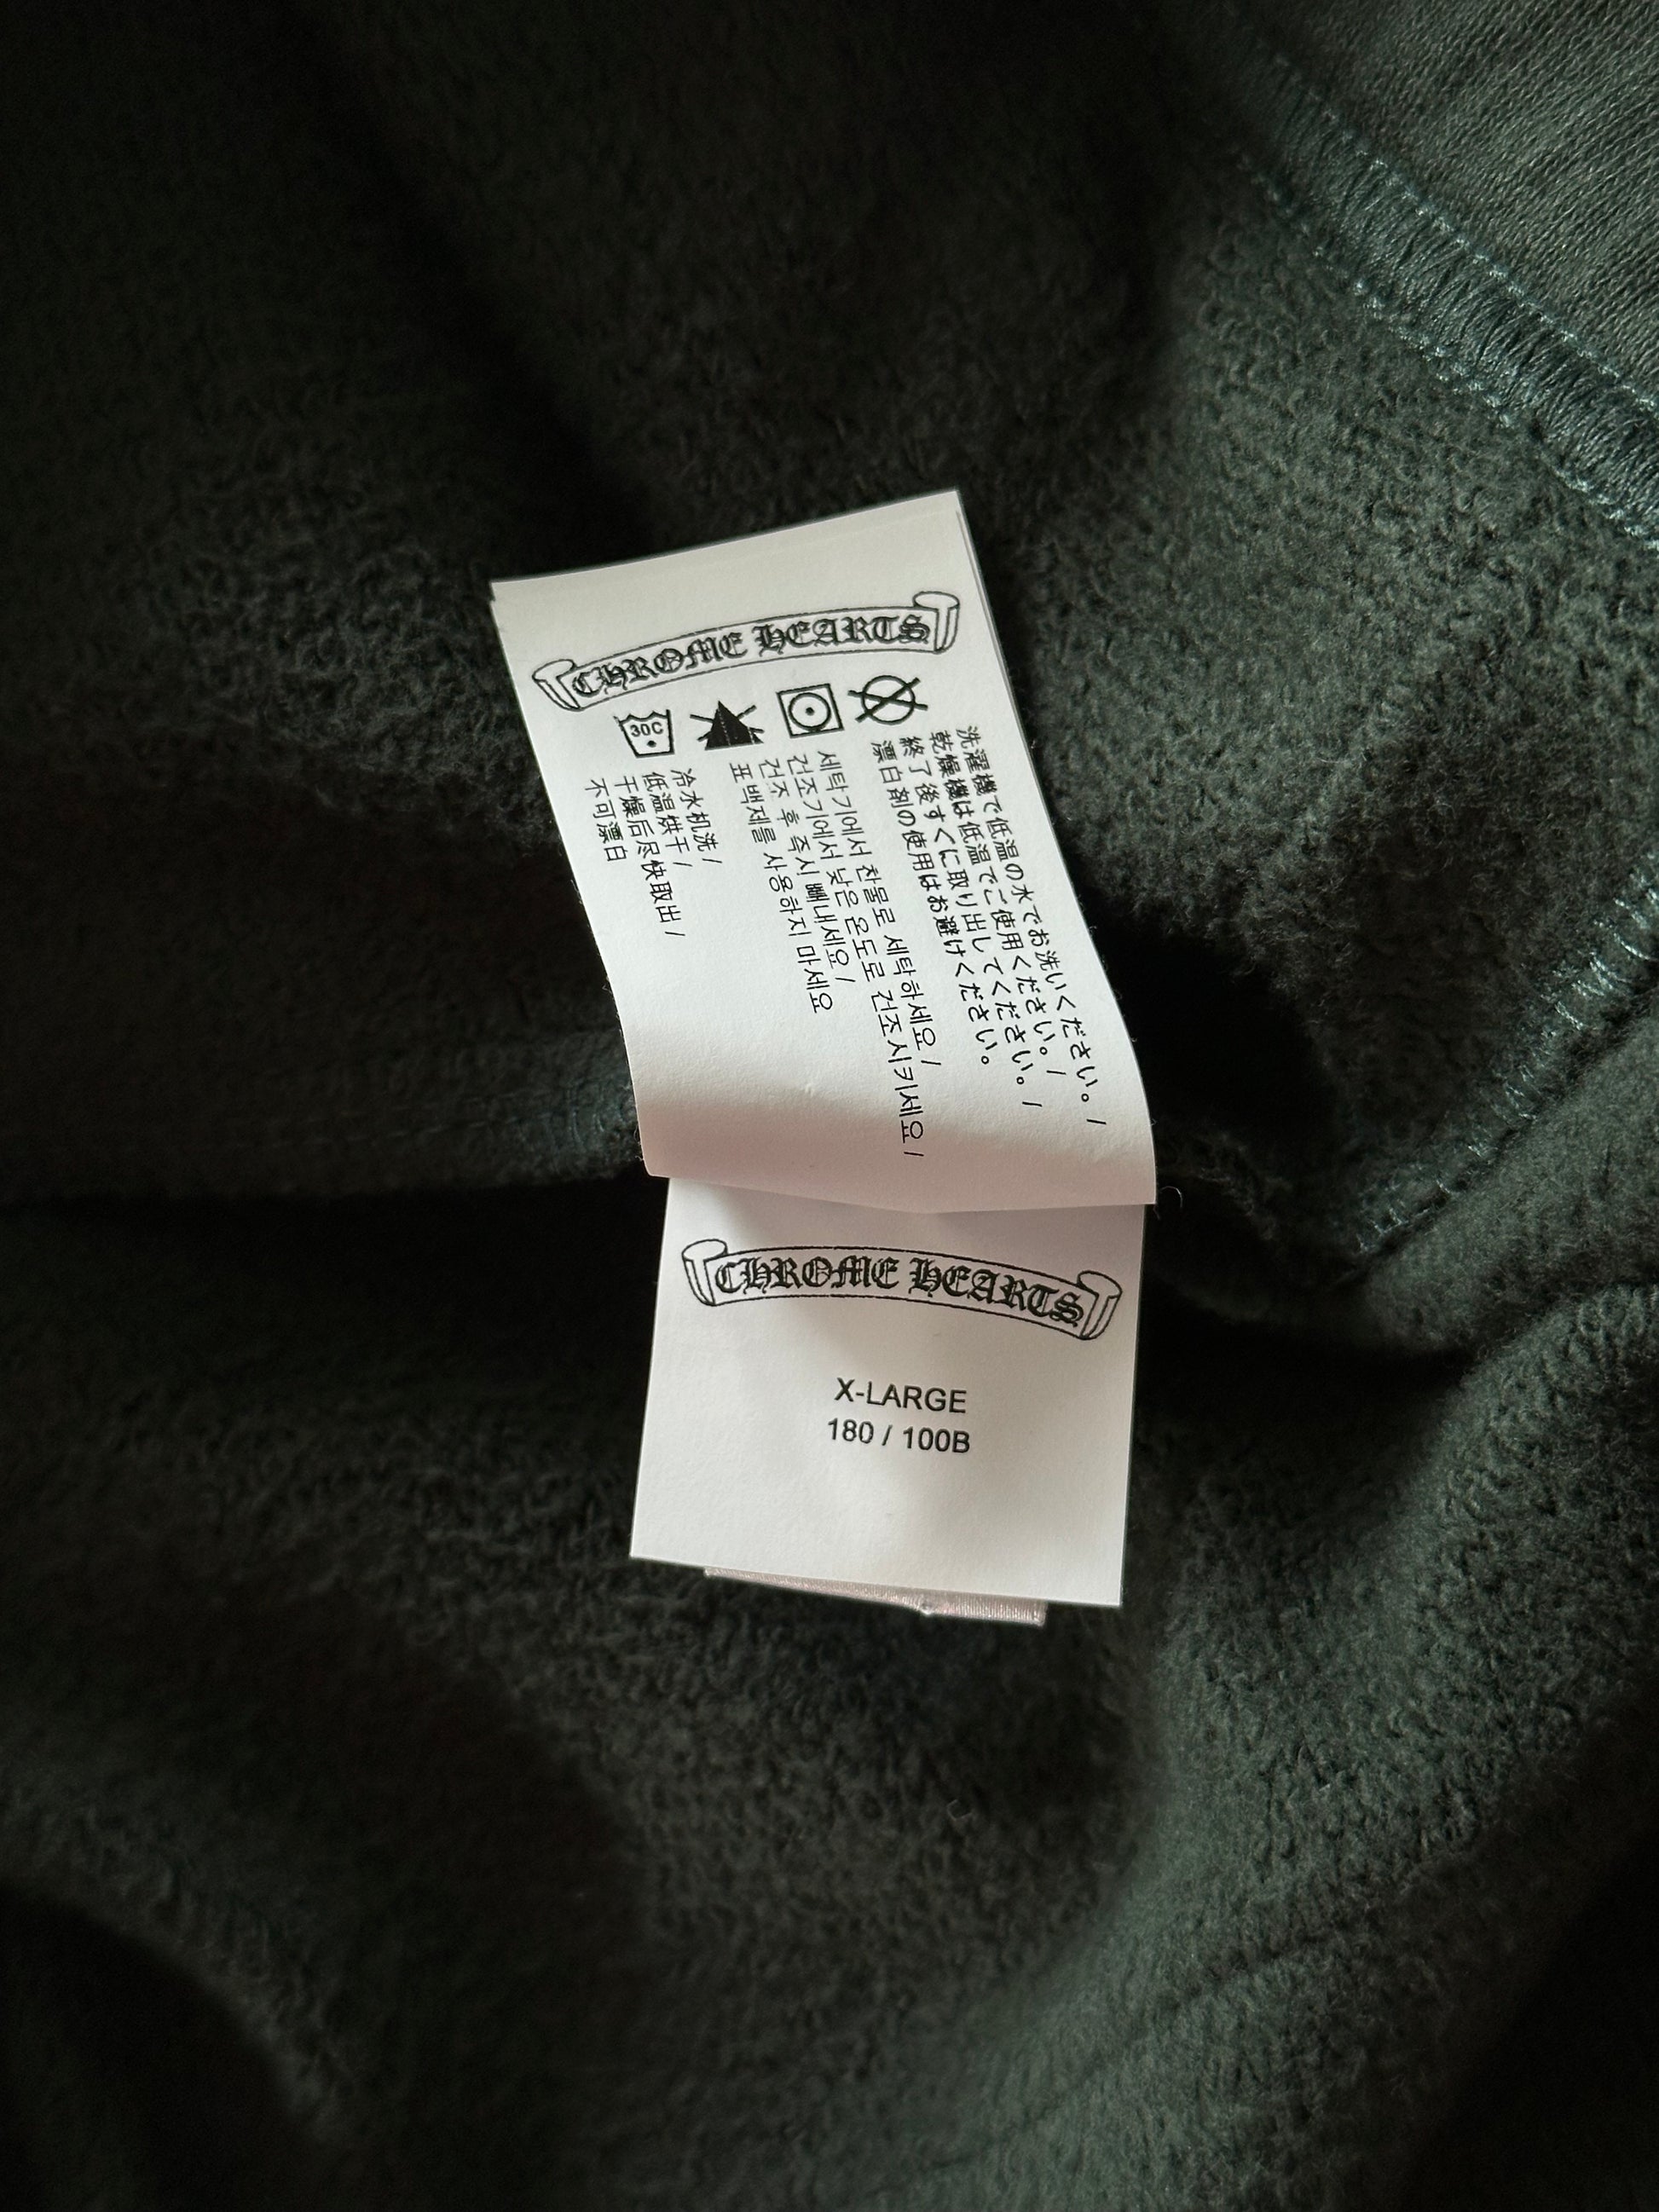 CHROME HEARTS
30C
洗濯機で低温の水でお洗いください。/
乾燥機は低温でご使用ください。/
終了後すぐに取り出してください。/
漂白剤の使用はお避けください。
세탁기에서 찬물로 세탁하세요 /
건조기에서 낮은 온도로 건조시키세요 /
건조 후 즉시 빼내세요 /
표백제를 사용하지 마세요
冷水机洗 /
低温烘干 /
干燥后尽快取出 /
不可漂白
CHROME HEARTS
X-LARGE
180 / 100B